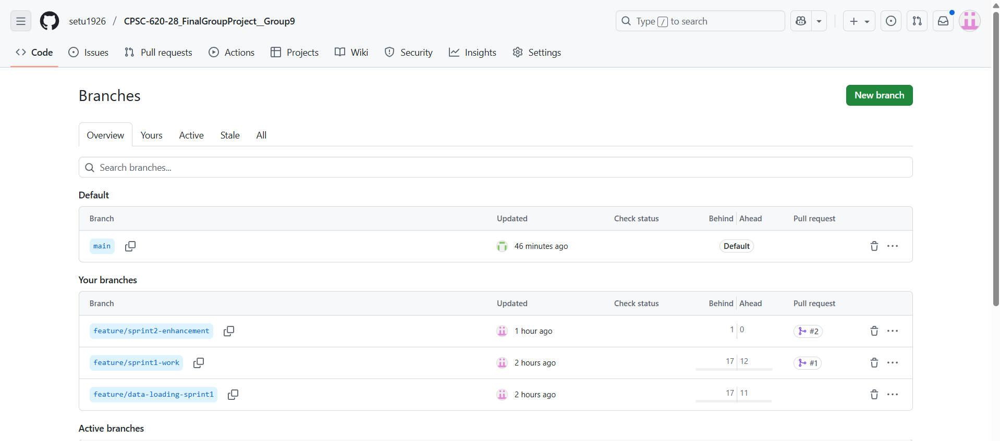 setu1926 / CPSC-620-28_FinalGroupProject__Group9
Type / to search
Code Issues Pull requests Actions Projects Wiki Security Insights Settings
Branches
New branch
Overview Yours Active Stale All
Search branches...
Default
Branch Updated Check status Behind Ahead Pull request
main 46 minutes ago Default
Your branches
Branch Updated Check status Behind Ahead Pull request
feature/sprint2-enhancement 1 hour ago 1 0 #2
feature/sprint1-work 2 hours ago 17 12 #1
feature/data-loading-sprint1 2 hours ago 17 11
Active branches